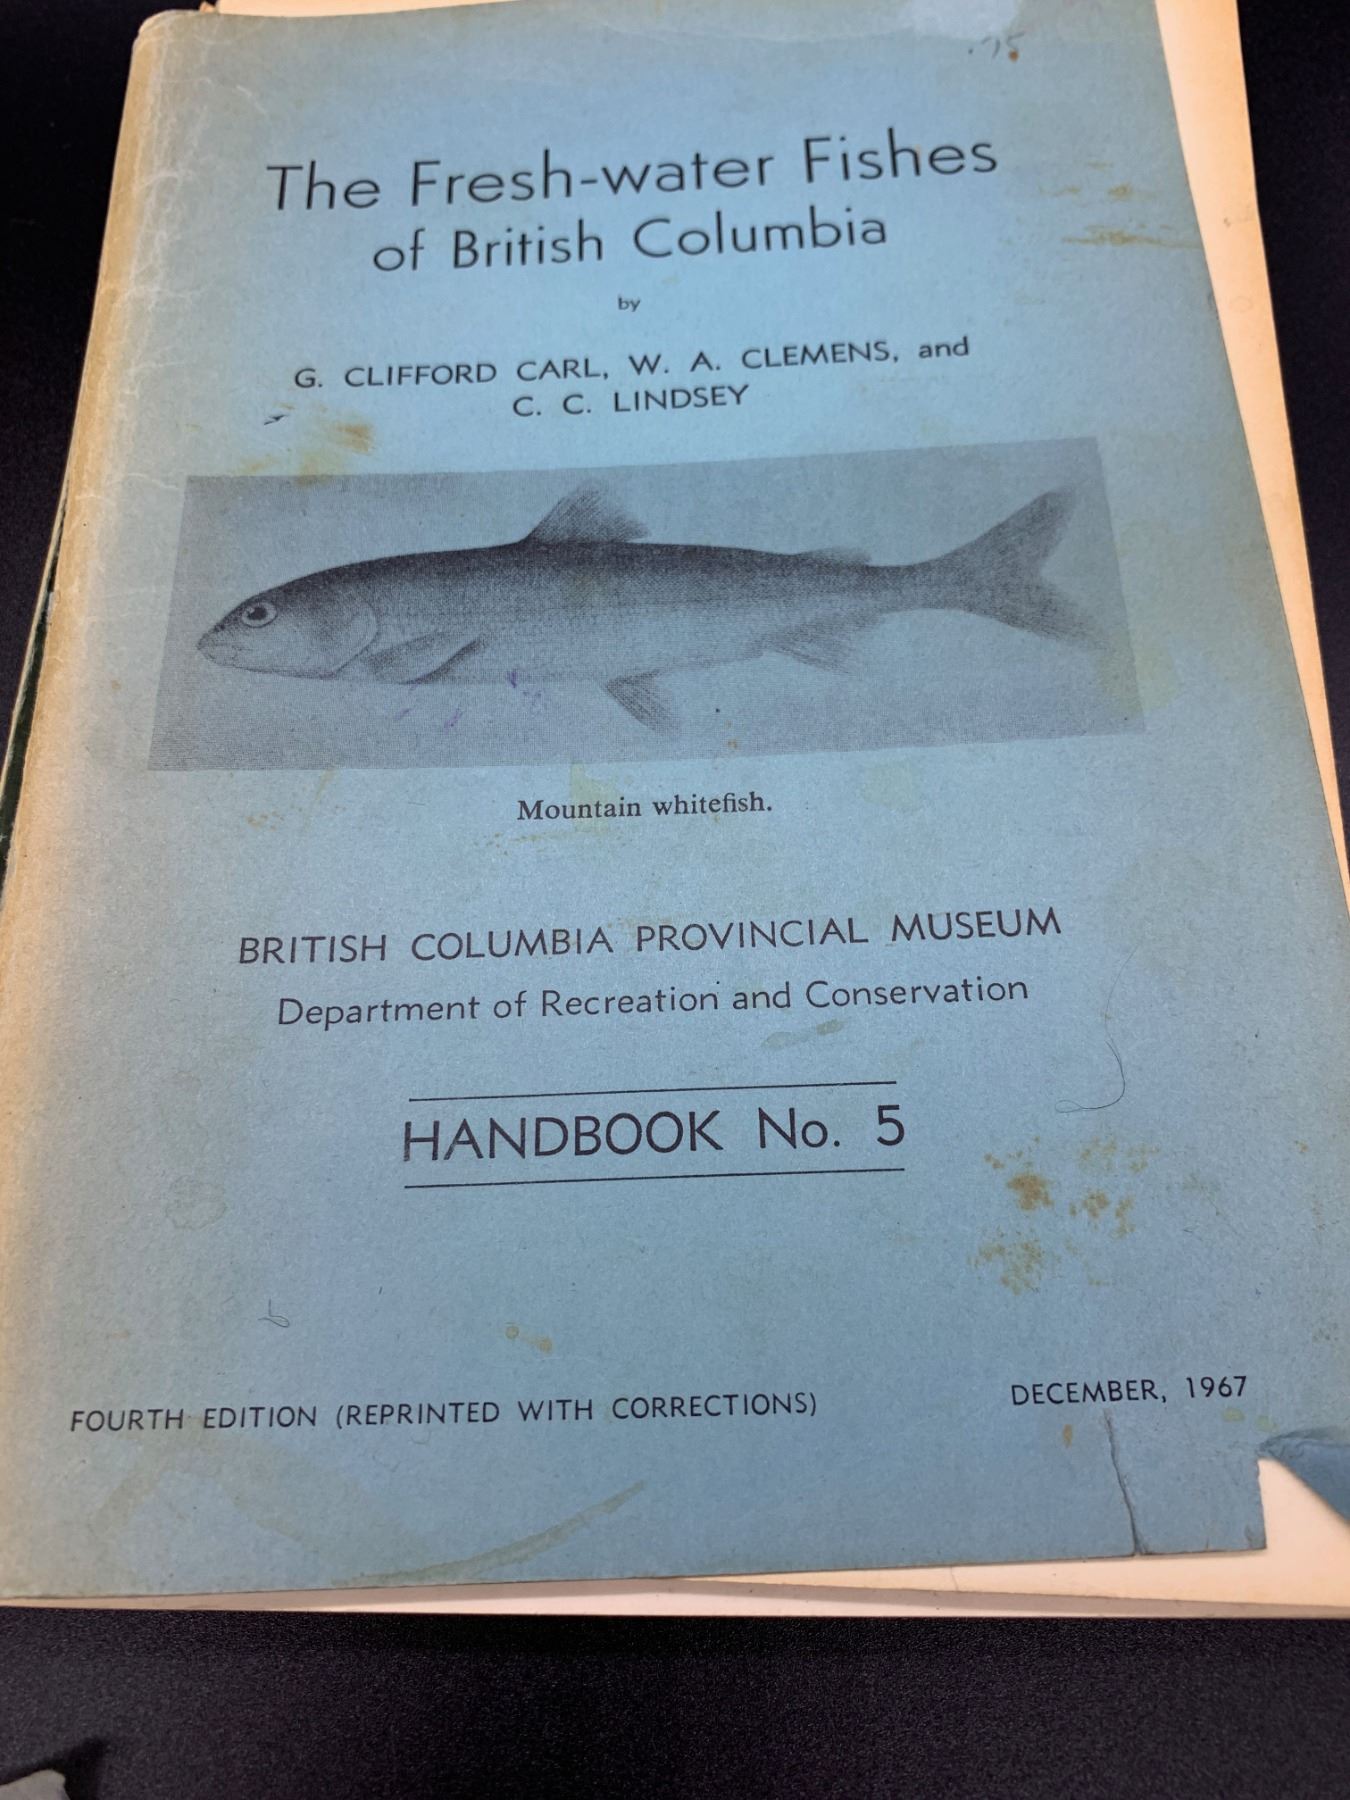 .75
The Fresh-water Fishes
of British Columbia
by
G. CLIFFORD CARL, W. A. CLEMENS, and
C. C. LINDSEY
Mountain whitefish.
BRITISH COLUMBIA PROVINCIAL MUSEUM
Department of Recreation and Conservation
HANDBOOK No. 5
FOURTH EDITION (REPRINTED WITH CORRECTIONS) DECEMBER, 1967